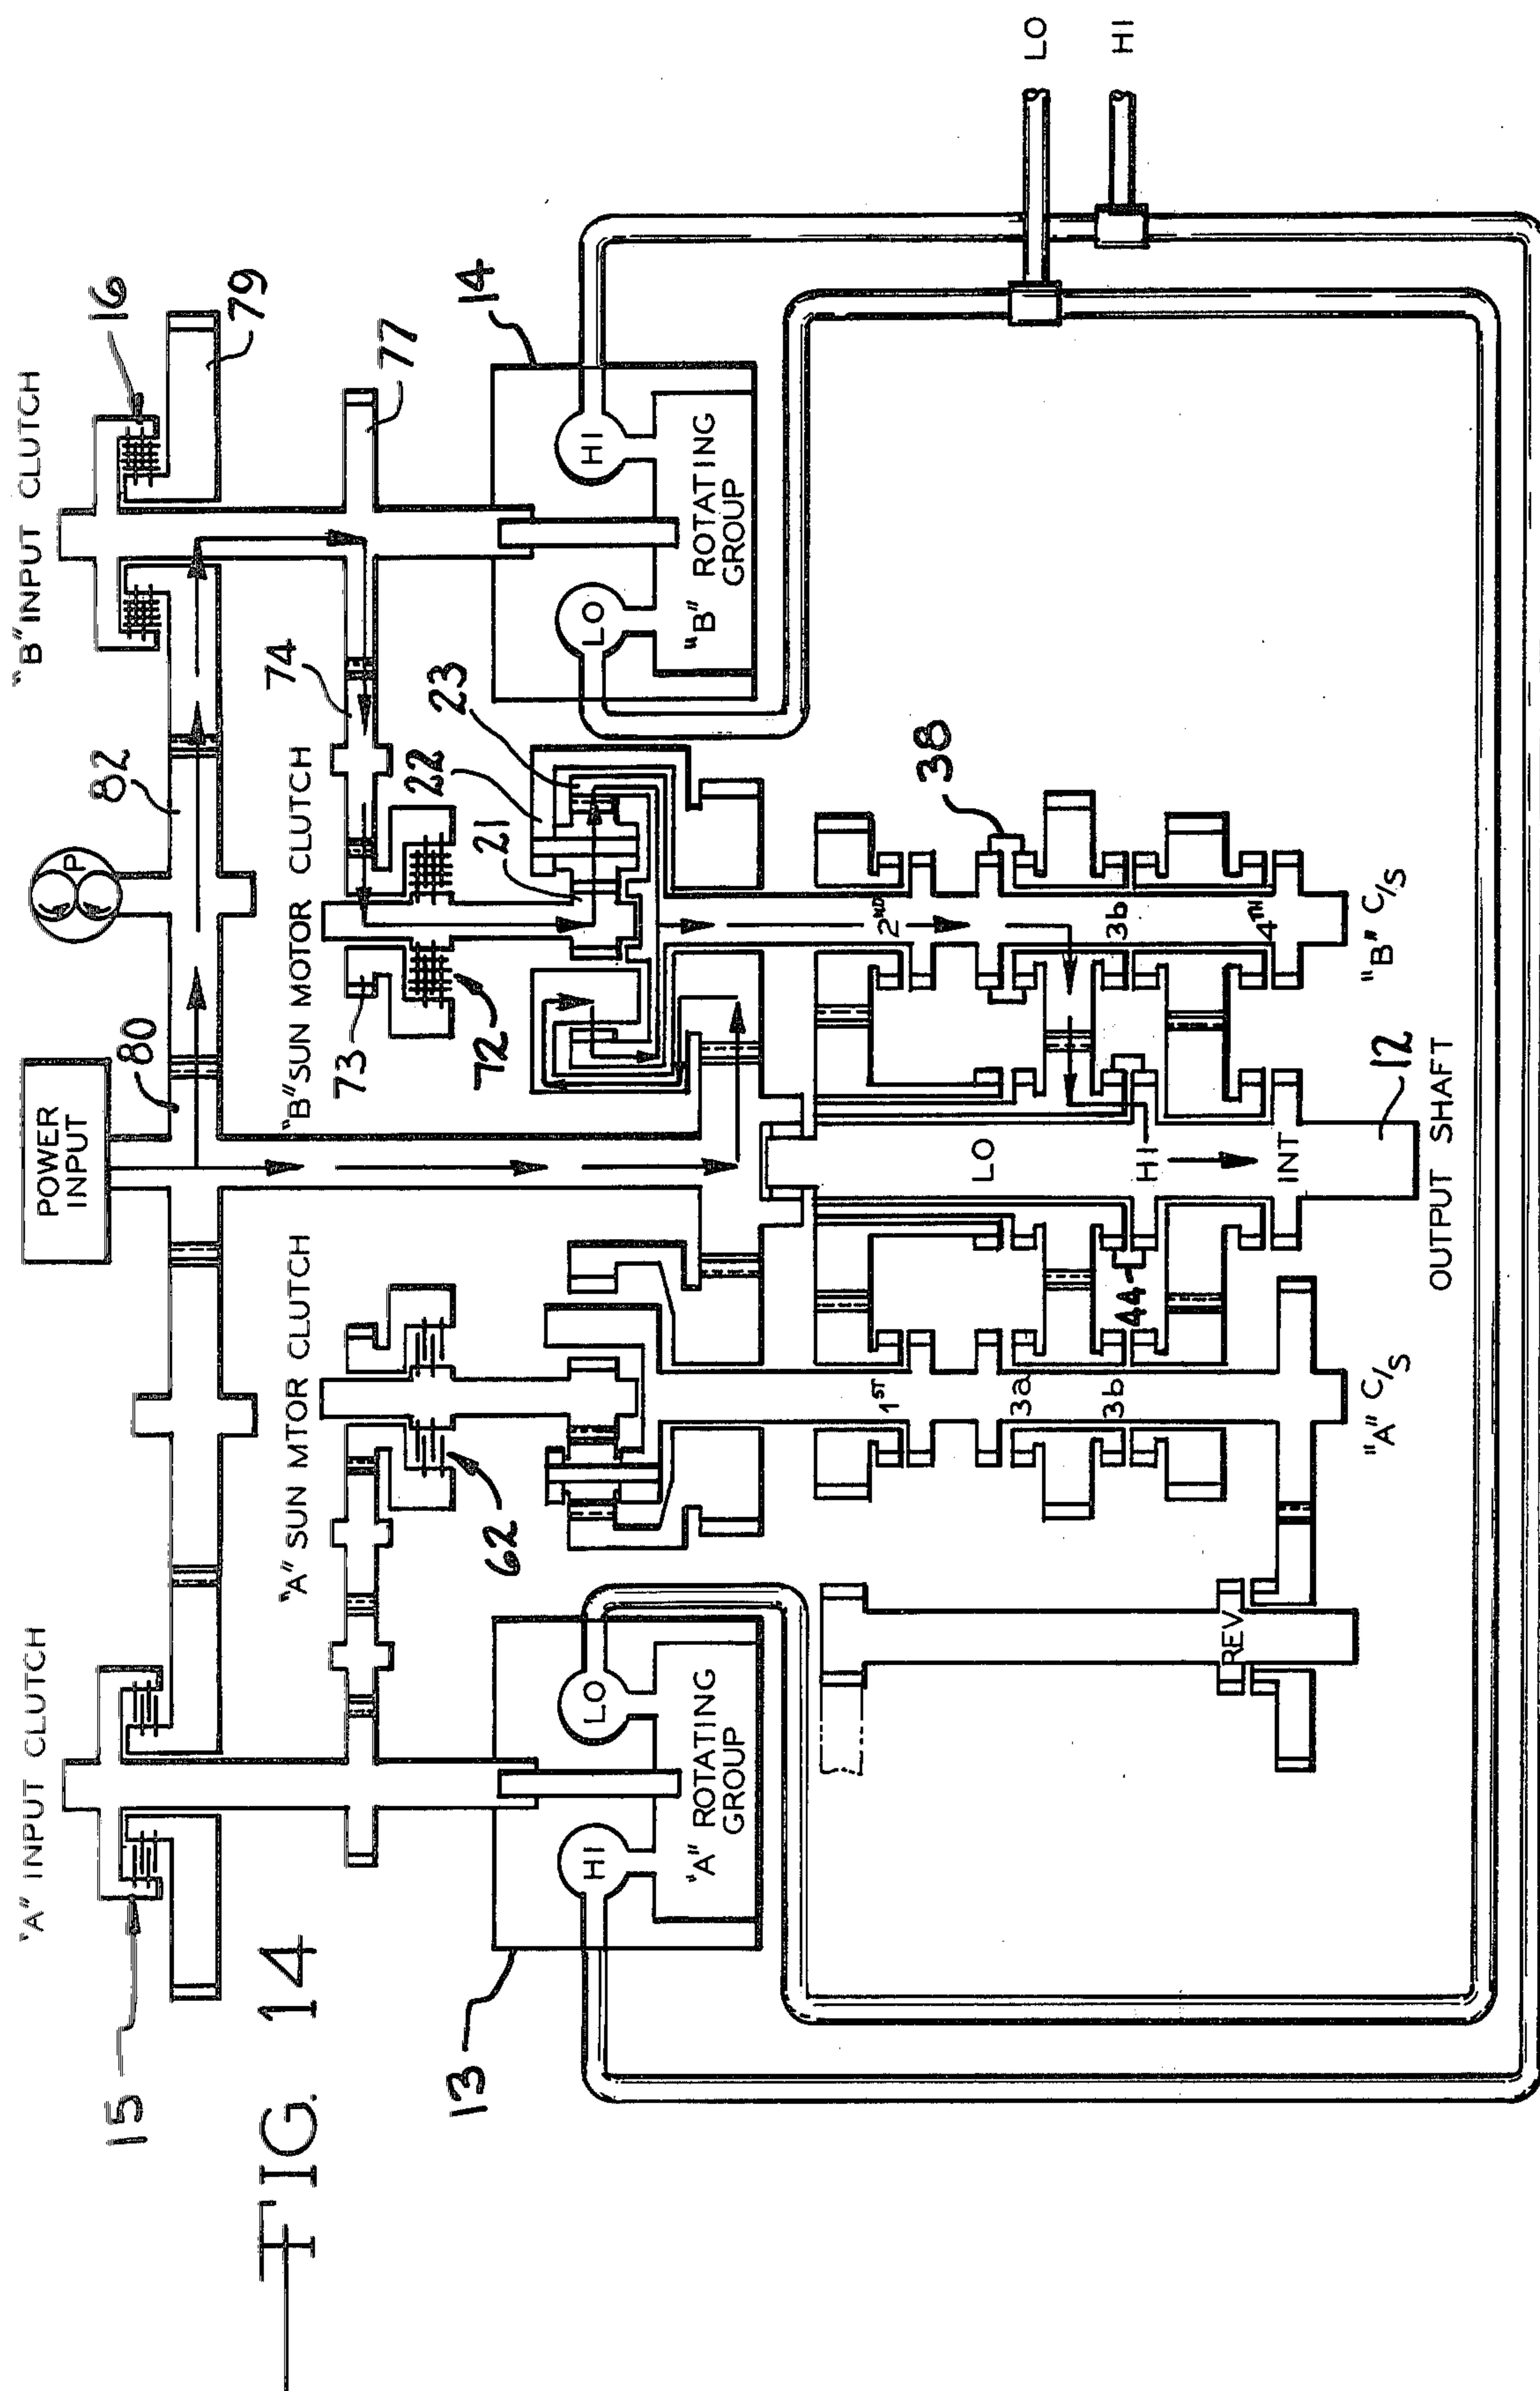 FIG. 14
"A" INPUT CLUTCH
15
POWER
INPUT
80
P
82
"B" INPUT CLUTCH
16
79
"A" SUN MTOR CLUTCH
62
"B" SUN MOTOR CLUTCH
73
72
74
77
22
21
23
13
HI
LO
"A" ROTATING
GROUP
14
LO
HI
"B" ROTATING
GROUP
LO
HI
1ST
3a
3b
"A" C/S
REV
44
LO
HI
INT
12
OUTPUT SHAFT
2ND
38
3b
4TH
"B" C/S